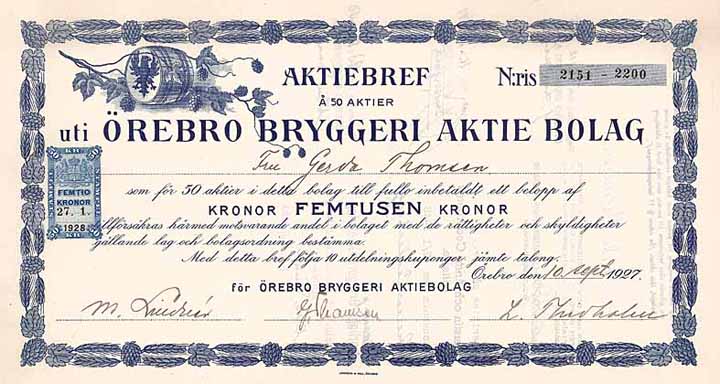 AKTIEBREF
N:ris 2151 - 2200
Å 50 AKTIER
uti ÖREBRO BRYGGERI AKTIE BOLAG
Fru Gerda Thomsen
som för 50 aktier i detta bolag till fullo inbetaldt ett belopp af
KRONOR FEMTUSEN KRONOR
tillförsäkras härmed motsvarande andel i bolaget med de rättigheter och skyldigheter
gällande lag och bolagsordning bestämma.
Med detta bref följa 10 utdelningskuponger jämte talong.
Örebro den 10 sept. 1927.
för ÖREBRO BRYGGERI AKTIEBOLAG
M.
L.
FEMTIO
KRONOR
27. 1.
1928